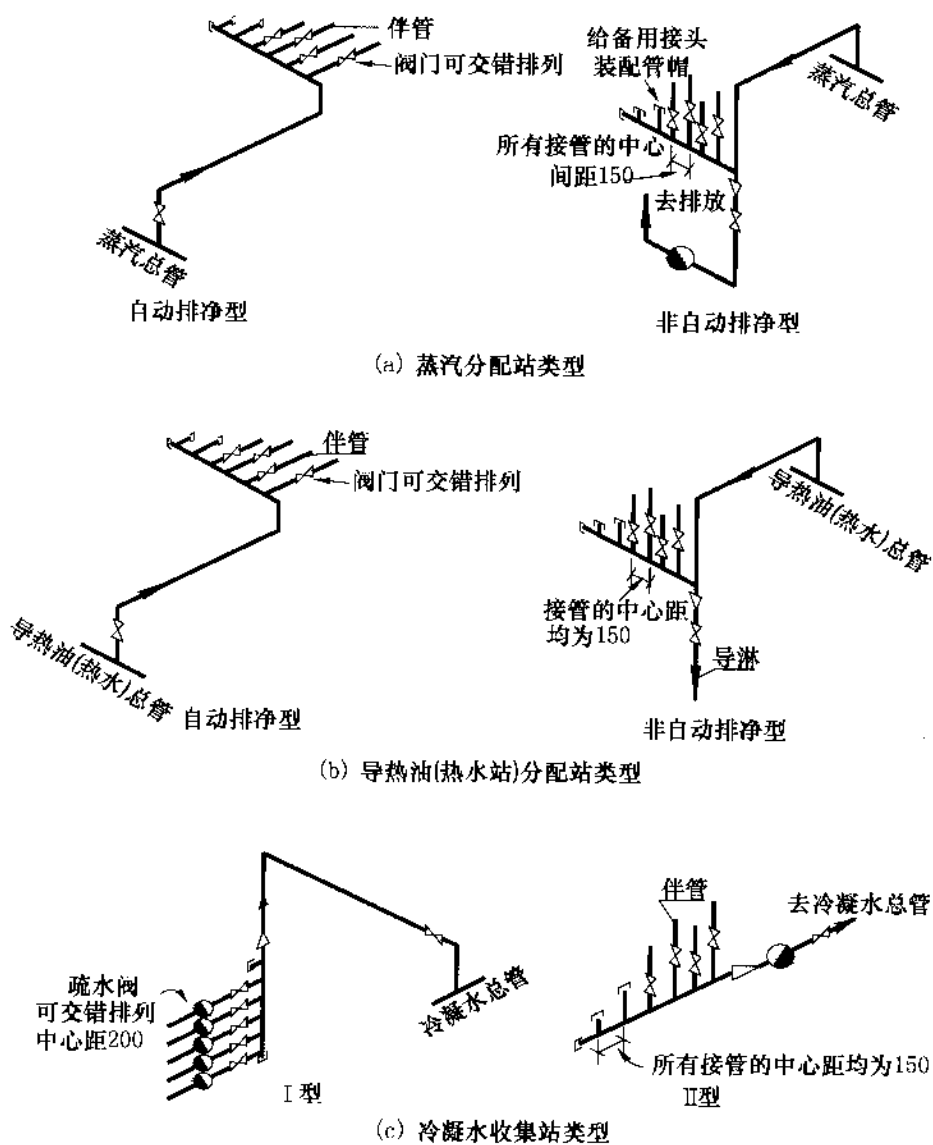 伴管
阀门可交错排列
蒸汽总管
自动排净型
给备用接头
装配管帽
蒸汽总管
所有接管的中心
间距150
去排放
非自动排净型
(a) 蒸汽分配站类型
伴管
阀门可交错排列
导热油(热水)总管
自动排净型
导热油(热水)总管
接管的中心距
均为150
导淋
非自动排净型
(b) 导热油(热水站)分配站类型
疏水阀
可交错排列
中心距200
冷凝水总管
I型
伴管
去冷凝水总管
所有接管的中心距均为150
II型
(c) 冷凝水收集站类型